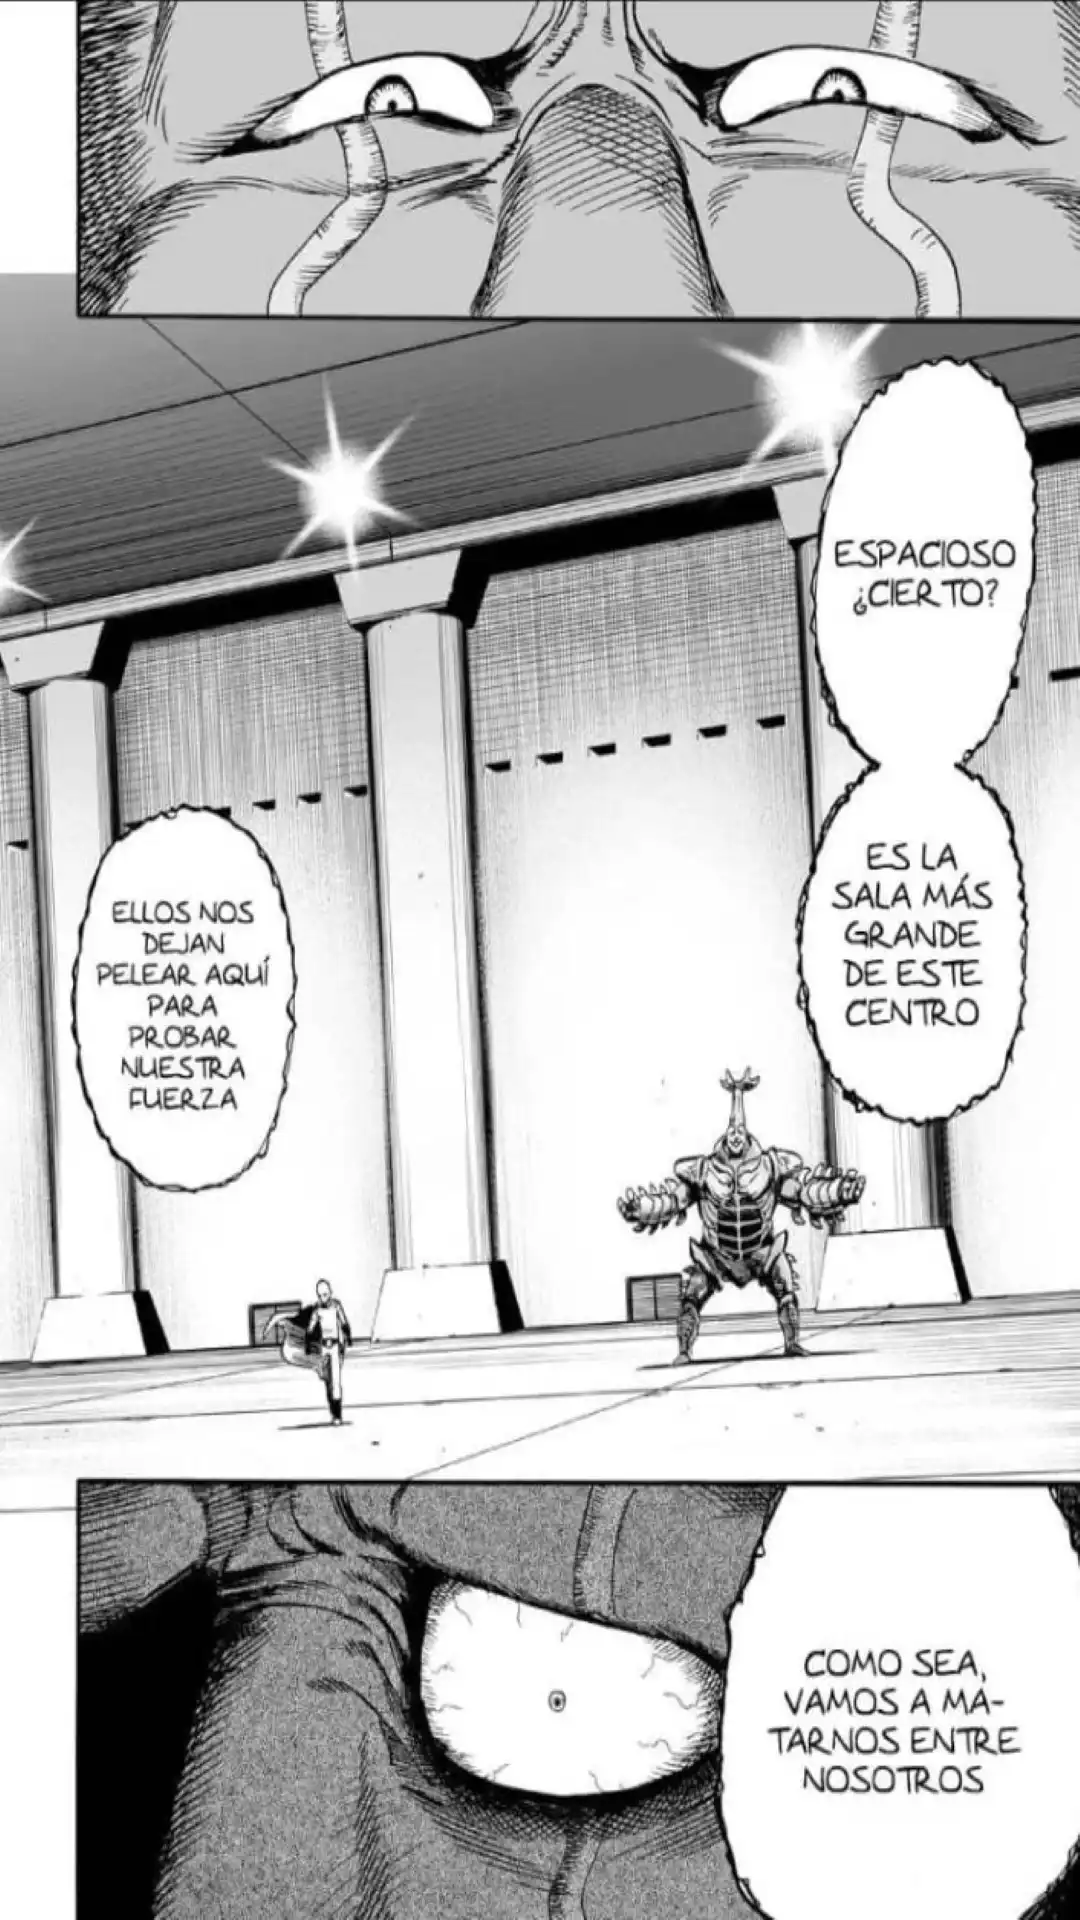 ESPACIOSO
¿CIERTO?
ES LA
SALA MÁS
GRANDE
DE ESTE
CENTRO
ELLOS NOS
DEJAN
PELEAR AQUÍ
PARA
PROBAR
NUESTRA
FUERZA
COMO SEA,
VAMOS A MA-
TARNOS ENTRE
NOSOTROS